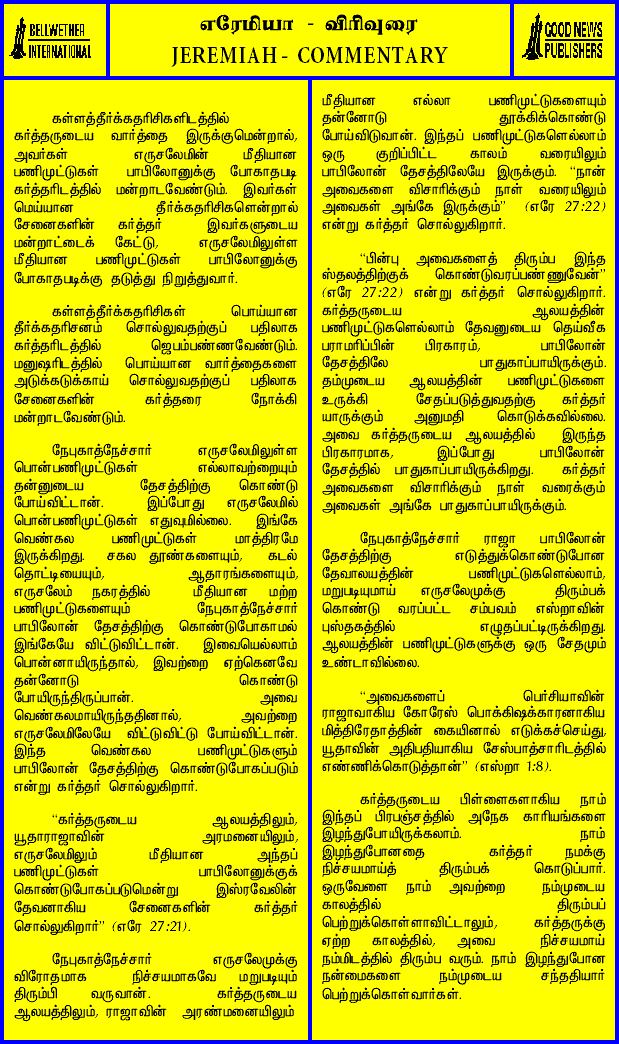 BELLWETHER
INTERNATIONAL
எரேமியா - விரிவுரை
JEREMIAH - COMMENTARY
GOOD NEWS
PUBLISHERS
கள்ளத்தீர்க்கதரிசிகளிடத்தில்
கர்த்தருடைய வார்த்தை இருக்குமென்றால்,
அவர்கள் எருசலேமின் மீதியான
பணிமுட்டுகள் பாபிலோனுக்கு போகாதபடி
கர்த்தரிடத்தில் மன்றாடவேண்டும். இவர்கள்
மெய்யான தீர்க்கதரிசிகளென்றால்
சேனைகளின் கர்த்தர் இவர்களுடைய
மன்றாட்டைக் கேட்டு, எருசலேமிலுள்ள
மீதியான பணிமுட்டுகள் பாபிலோனுக்கு
போகாதபடிக்கு தடுத்து நிறுத்துவார்.
கள்ளத்தீர்க்கதரிசிகள் பொய்யான
தீர்க்கதரிசனம் சொல்லுவதற்குப் பதிலாக
கர்த்தரிடத்தில் ஜெபம்பண்ணவேண்டும்.
மனுஷரிடத்தில் பொய்யான வார்த்தைகளை
அடுக்கடுக்காய் சொல்லுவதற்குப் பதிலாக
சேனைகளின் கர்த்தரை நோக்கி
மன்றாடவேண்டும்.
நேபுகாத்நேச்சார் எருசலேமிலுள்ள
பொன்பணிமுட்டுகள் எல்லாவற்றையும்
தன்னுடைய தேசத்திற்கு கொண்டு
போய்விட்டான். இப்போது எருசலேமில்
பொன்பணிமுட்டுகள் எதுவுமில்லை. இங்கே
வெண்கல பணிமுட்டுகள் மாத்திரமே
இருக்கிறது. சகல தூண்களையும், கடல்
தொட்டியையும், ஆதாரங்களையும்,
எருசலேம் நகரத்தில் மீதியான மற்ற
பணிமுட்டுகளையும் நேபுகாத்நேச்சார்
பாபிலோன் தேசத்திற்கு கொண்டுபோகாமல்
இங்கேயே விட்டுவிட்டான். இவையெல்லாம்
பொன்னாயிருந்தால், இவற்றை ஏற்கெனவே
தன்னோடு கொண்டு
போயிருந்திருப்பான். அவை
வெண்கலமாயிருந்ததினால், அவற்றை
எருசலேமிலேயே விட்டுவிட்டு போய்விட்டான்.
இந்த வெண்கல பணிமுட்டுகளும்
பாபிலோன் தேசத்திற்கு கொண்டுபோகப்படும்
என்று கர்த்தர் சொல்லுகிறார்.
“கர்த்தருடைய ஆலயத்திலும்,
யூதாராஜாவின் அரமனையிலும்,
எருசலேமிலும் மீதியான அந்தப்
பணிமுட்டுகள் பாபிலோனுக்குக்
கொண்டுபோகப்படுமென்று இஸ்ரவேலின்
தேவனாகிய சேனைகளின் கர்த்தர்
சொல்லுகிறார்” (எரே 27:21).
நேபுகாத்நேச்சார் எருசலேமுக்கு
விரோதமாக நிச்சயமாகவே மறுபடியும்
திரும்பி வருவான். கர்த்தருடைய
ஆலயத்திலும், ராஜாவின் அரண்மனையிலும்
மீதியான எல்லா பணிமுட்டுகளையும்
தன்னோடு தூக்கிக்கொண்டு
போய்விடுவான். இந்தப் பணிமுட்டுகளெல்லாம்
ஒரு குறிப்பிட்ட காலம் வரையிலும்
பாபிலோன் தேசத்திலேயே இருக்கும். “நான்
அவைகளை விசாரிக்கும் நாள் வரையிலும்
அவைகள் அங்கே இருக்கும்” (எரே 27:22)
என்று கர்த்தர் சொல்லுகிறார்.
“பின்பு அவைகளைத் திரும்ப இந்த
ஸ்தலத்திற்குக் கொண்டுவரப்பண்ணுவேன்”
(எரே 27:22) என்று கர்த்தர் சொல்லுகிறார்.
கர்த்தருடைய ஆலயத்தின்
பணிமுட்டுகளெல்லாம் தேவனுடைய தெய்வீக
பராமரிப்பின் பிரகாரம், பாபிலோன்
தேசத்திலே பாதுகாப்பாயிருக்கும்.
தம்முடைய ஆலயத்தின் பணிமுட்டுகளை
உருக்கி சேதப்படுத்துவதற்கு கர்த்தர்
யாருக்கும் அனுமதி கொடுக்கவில்லை.
அவை கர்த்தருடைய ஆலயத்தில் இருந்த
பிரகாரமாக, இப்போது பாபிலோன்
தேசத்தில் பாதுகாப்பாயிருக்கிறது. கர்த்தர்
அவைகளை விசாரிக்கும் நாள் வரைக்கும்
அவைகள் அங்கே பாதுகாப்பாயிருக்கும்.
நேபுகாத்நேச்சார் ராஜா பாபிலோன்
தேசத்திற்கு எடுத்துக்கொண்டுபோன
தேவாலயத்தின் பணிமுட்டுகளெல்லாம்,
மறுபடியுமாய் எருசலேமுக்கு திரும்பக்
கொண்டு வரப்பட்ட சம்பவம் எஸ்றாவின்
புஸ்தகத்தில் எழுதப்பட்டிருக்கிறது.
ஆலயத்தின் பணிமுட்டுகளுக்கு ஒரு சேதமும்
உண்டாவில்லை.
“அவைகளைப் பெர்சியாவின்
ராஜாவாகிய கோரேஸ் பொக்கிஷக்காரனாகிய
மித்திரேதாத்தின் கையினால் எடுக்கச்செய்து,
யூதாவின் அதிபதியாகிய சேஸ்பாத்சாரிடத்தில்
எண்ணிக்கொடுத்தான்” (எஸ்றா 1:8).
கர்த்தருடைய பிள்ளைகளாகிய நாம்
இந்தப் பிரபஞ்சத்தில் அநேக காரியங்களை
இழந்துபோயிருக்கலாம். நாம்
இழந்துபோனதை கர்த்தர் நமக்கு
நிச்சயமாய்த் திரும்பக் கொடுப்பார்.
ஒருவேளை நாம் அவற்றை நம்முடைய
காலத்தில் திரும்பப்
பெற்றுக்கொள்ளாவிட்டாலும், கர்த்தருக்கு
ஏற்ற காலத்தில், அவை நிச்சயமாய்
நம்மிடத்தில் திரும்ப வரும். நாம் இழந்துபோன
நன்மைகளை நம்முடைய சந்ததியார்
பெற்றுக்கொள்வார்கள்.